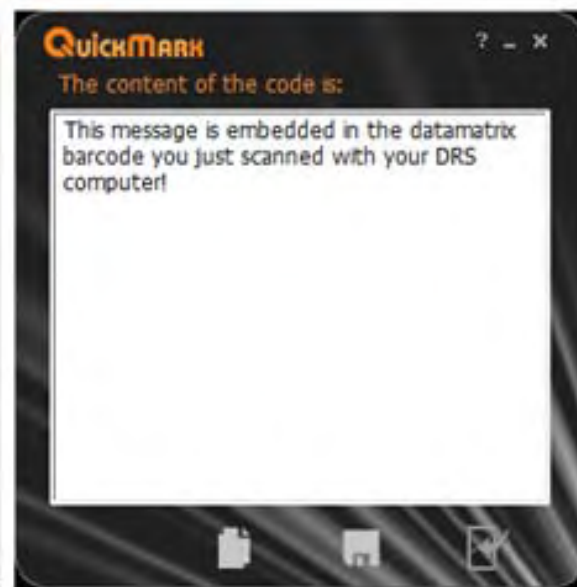 QuickMark
? - x
The content of the code is:
This message is embedded in the datamatrix
barcode you just scanned with your DRS
computer!